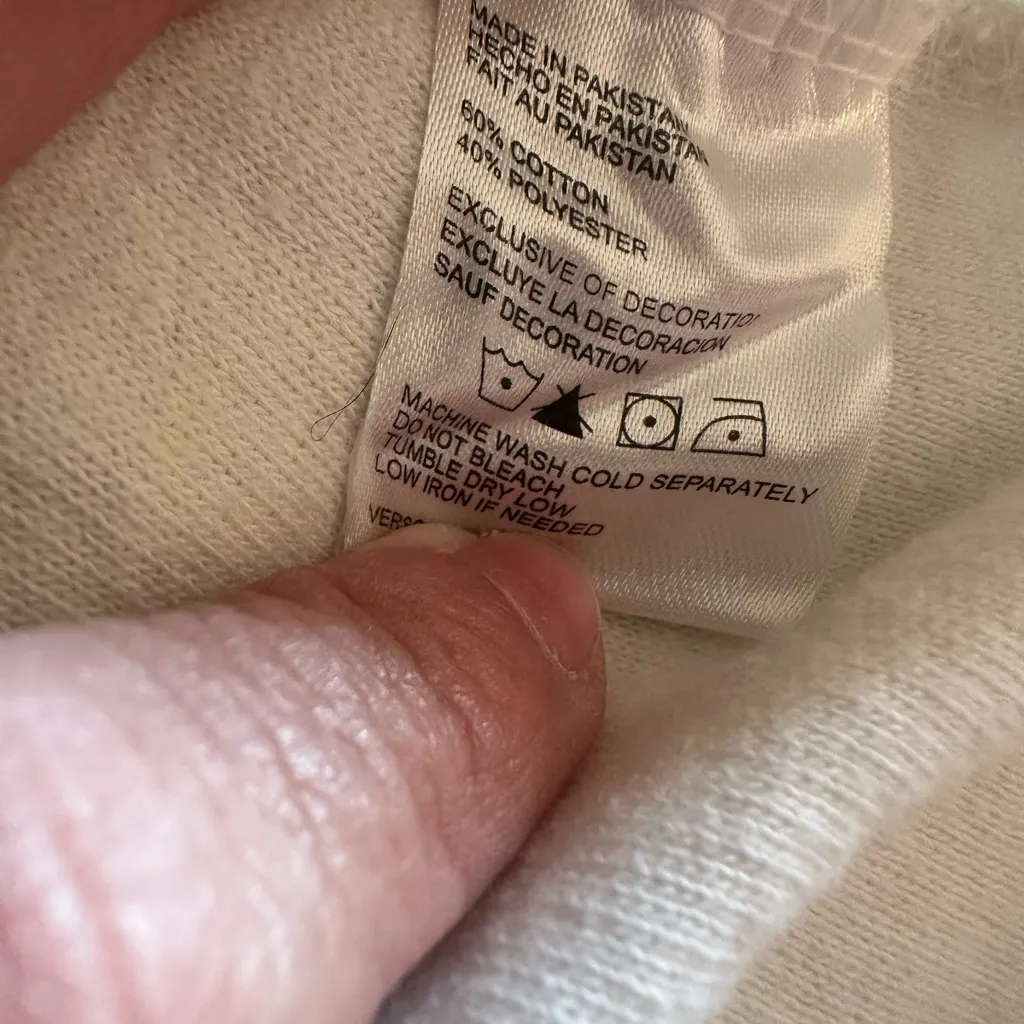 MADE IN PAKISTAN
HECHO EN PAKISTAN
FAIT AU PAKISTAN
60% COTTON
40% POLYESTER
EXCLUSIVE OF DECORATION
EXCLUYE LA DECORACION
SAUF DECORATION
MACHINE WASH COLD SEPARATELY
DO NOT BLEACH
TUMBLE DRY LOW
LOW IRON IF NEEDED